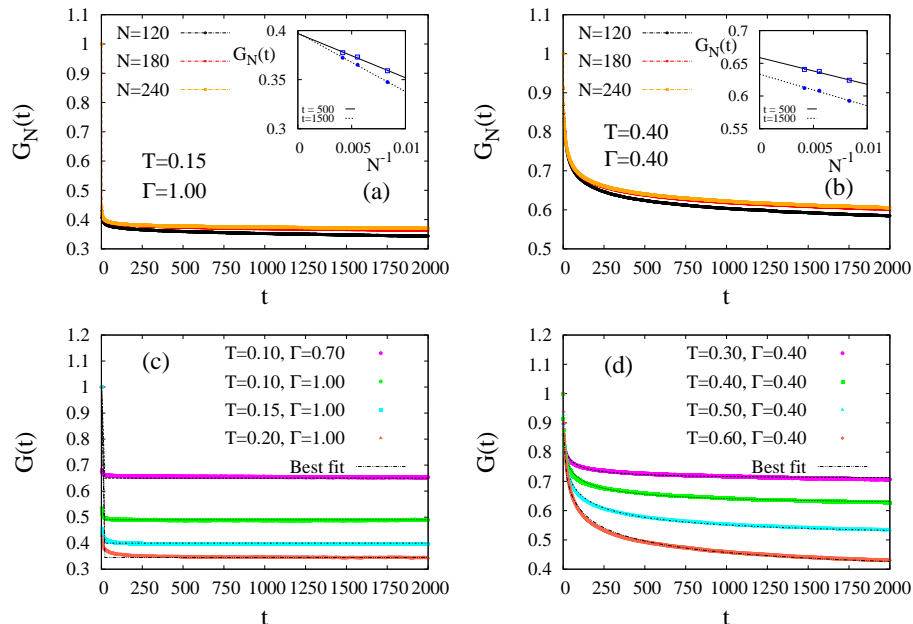 1.1
1
0.9
0.8
0.7
0.6
0.5
0.4
0.3
G_N(t)
N=120
N=180
N=240
T=0.15
Γ=1.00
(a)
0 250 500 750 1000 1250 1500 1750 2000
t
0.4
0.35
0.3
G_N(t)
t = 500
t=1500
0 0.005 0.01
N^{-1}
1.1
1
0.9
0.8
0.7
0.6
0.5
G_N(t)
N=120
N=180
N=240
T=0.40
Γ=0.40
(b)
0 250 500 750 1000 1250 1500 1750 2000
t
0.65
0.6
0.55
G_N(t)
t = 500
t=1500
0 0.005 0.01
N^{-1}
1.2
1.1
1
0.9
0.8
0.7
0.6
0.5
0.4
0.3
G(t)
(c)
T=0.10, Γ=0.70
T=0.10, Γ=1.00
T=0.15, Γ=1.00
T=0.20, Γ=1.00
Best fit
0 250 500 750 1000 1250 1500 1750 2000
t
1.2
1.1
1
0.9
0.8
0.7
0.6
0.5
0.4
G(t)
(d)
T=0.30, Γ=0.40
T=0.40, Γ=0.40
T=0.50, Γ=0.40
T=0.60, Γ=0.40
Best fit
0 250 500 750 1000 1250 1500 1750 2000
t